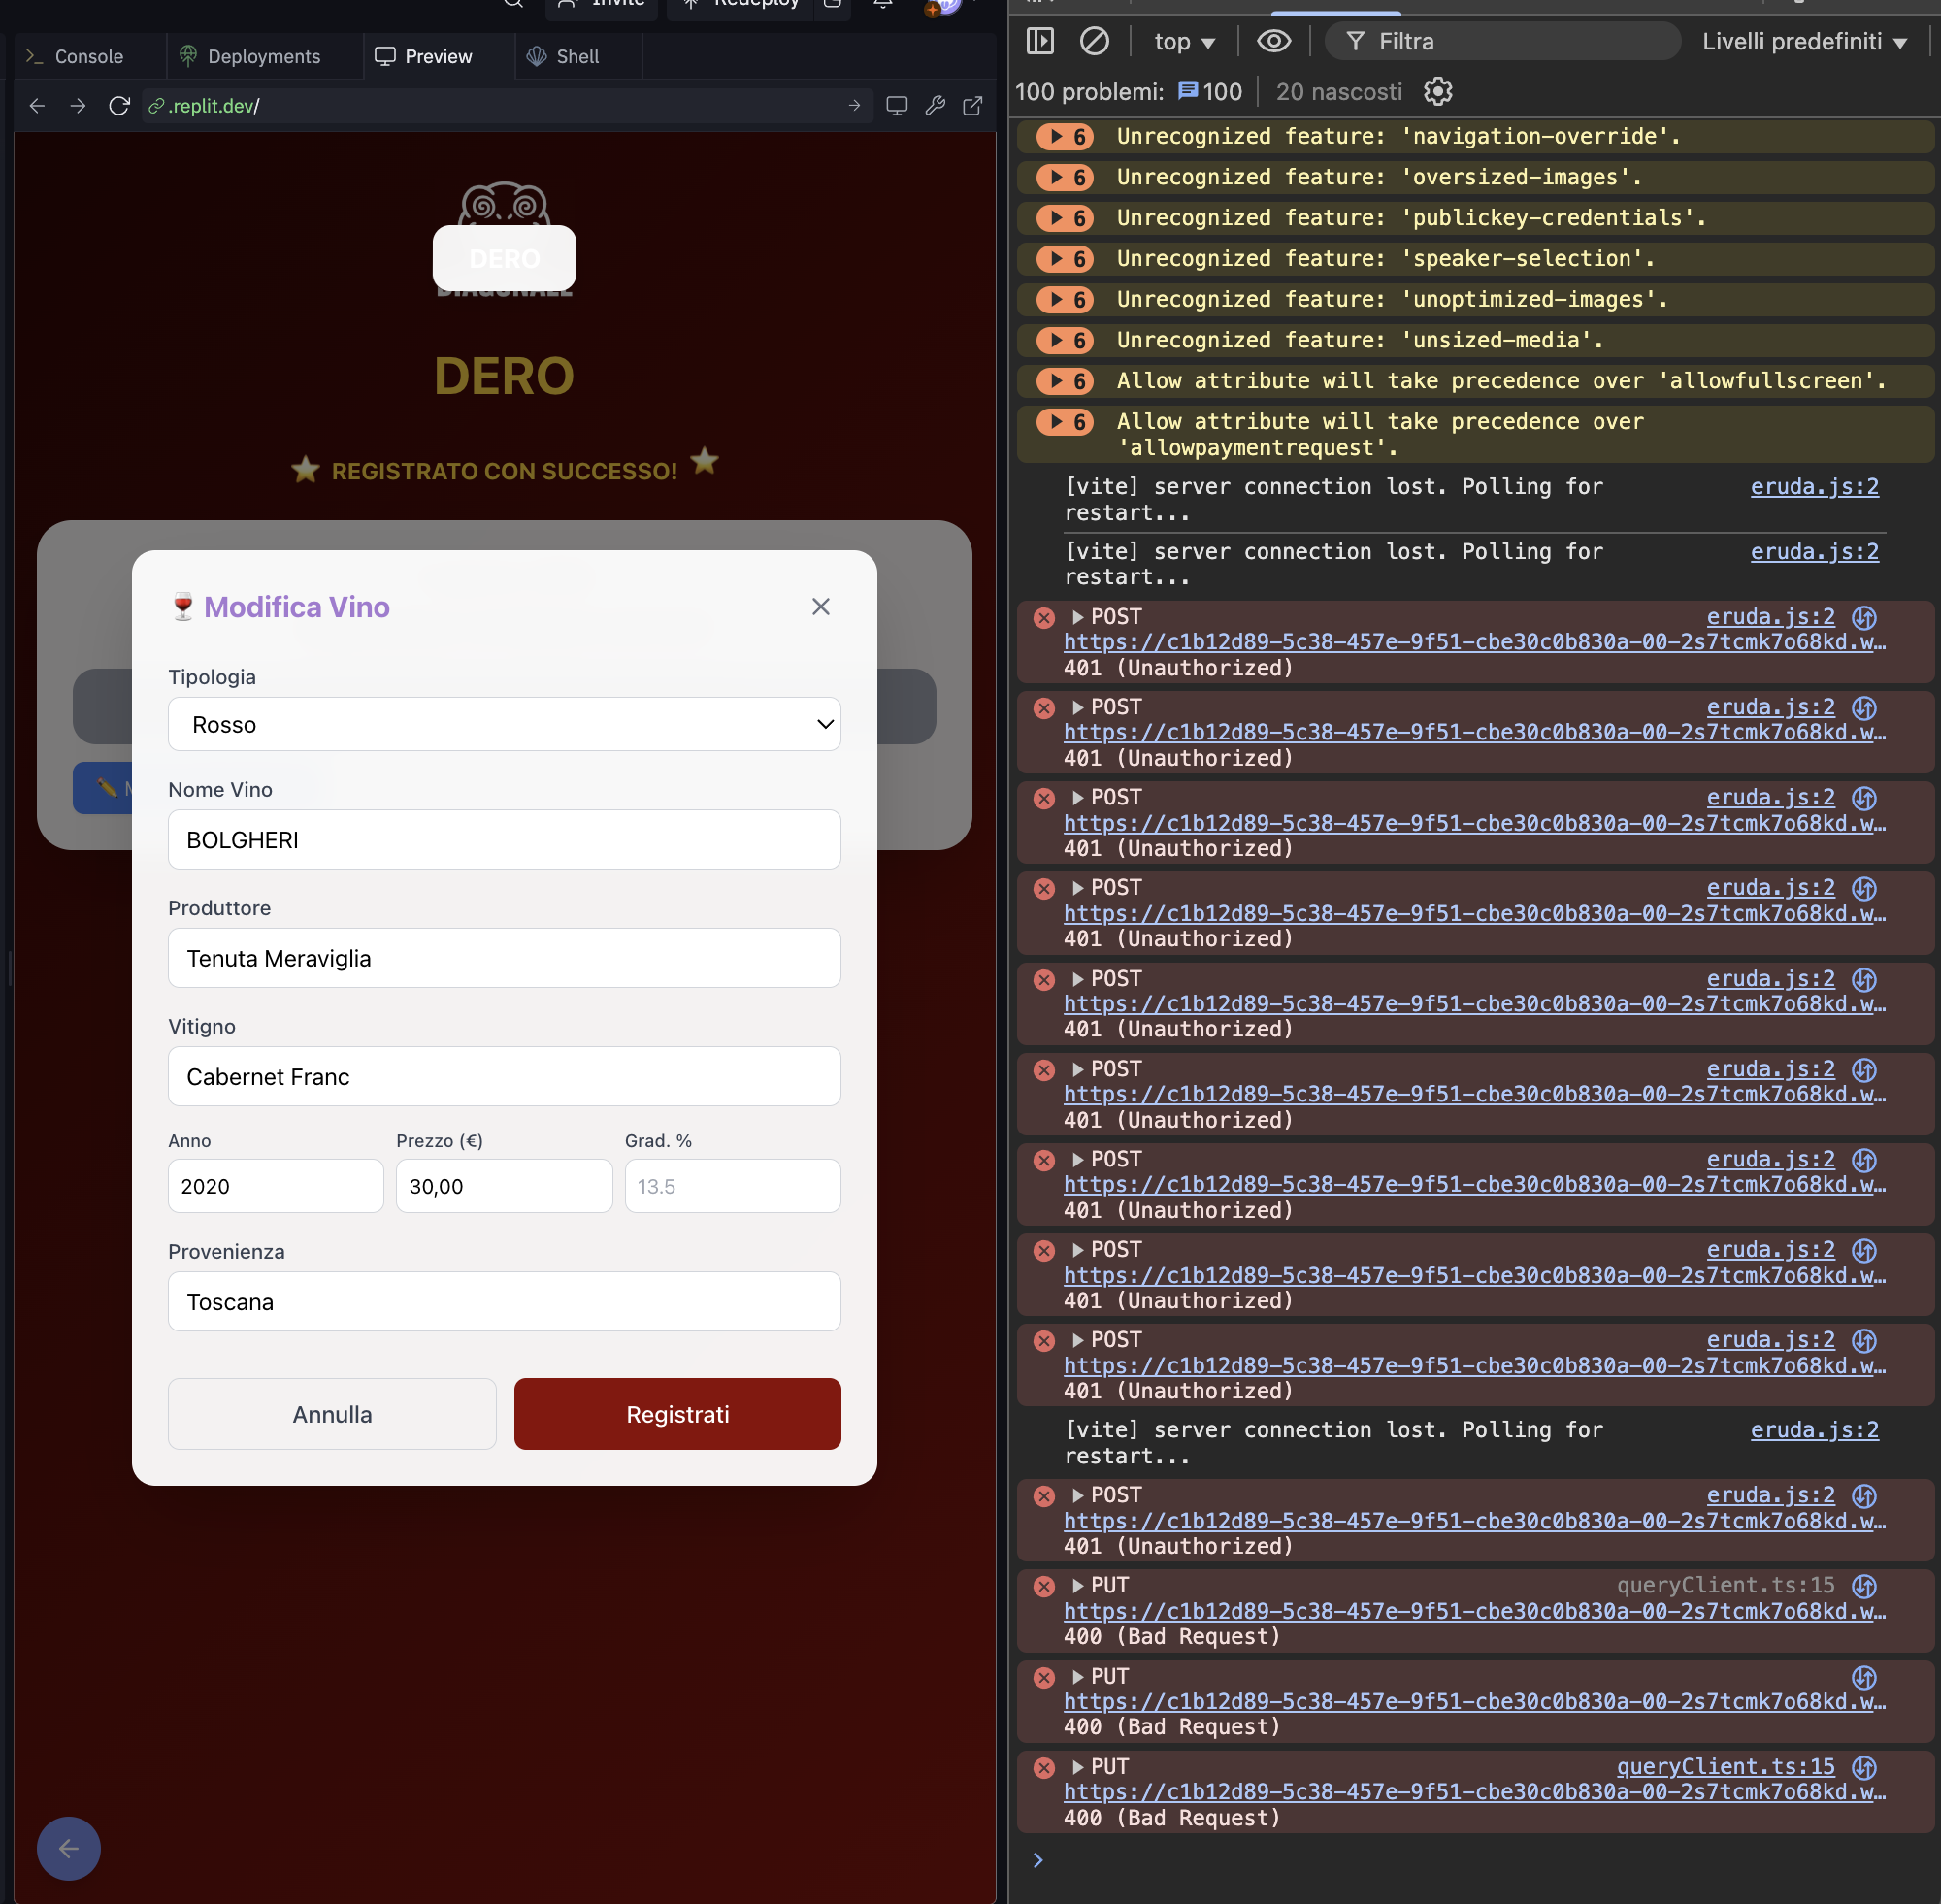 Invite
Redeploy
Console
Deployments
Preview
Shell
.replit.dev/
DERO
DERO
⭐ REGISTRATO CON SUCCESSO! ⭐
🍷 Modifica Vino
Tipologia
Rosso
Nome Vino
BOLGHERI
Produttore
Tenuta Meraviglia
Vitigno
Cabernet Franc
Anno
Prezzo (€)
Grad. %
2020
30,00
13.5
Provenienza
Toscana
Annulla
Registrati
top
Filtra
Livelli predefiniti
100 problemi: 100
20 nascosti
6 Unrecognized feature: 'navigation-override'.
6 Unrecognized feature: 'oversized-images'.
6 Unrecognized feature: 'publickey-credentials'.
6 Unrecognized feature: 'speaker-selection'.
6 Unrecognized feature: 'unoptimized-images'.
6 Unrecognized feature: 'unsized-media'.
6 Allow attribute will take precedence over 'allowfullscreen'.
6 Allow attribute will take precedence over
'allowpaymentrequest'.
[vite] server connection lost. Polling for eruda.js:2
restart...
[vite] server connection lost. Polling for eruda.js:2
restart...
POST eruda.js:2
https://c1b12d89-5c38-457e-9f51-cbe30c0b830a-00-2s7tcmk7o68kd.w…
401 (Unauthorized)
POST eruda.js:2
https://c1b12d89-5c38-457e-9f51-cbe30c0b830a-00-2s7tcmk7o68kd.w…
401 (Unauthorized)
POST eruda.js:2
https://c1b12d89-5c38-457e-9f51-cbe30c0b830a-00-2s7tcmk7o68kd.w…
401 (Unauthorized)
POST eruda.js:2
https://c1b12d89-5c38-457e-9f51-cbe30c0b830a-00-2s7tcmk7o68kd.w…
401 (Unauthorized)
POST eruda.js:2
https://c1b12d89-5c38-457e-9f51-cbe30c0b830a-00-2s7tcmk7o68kd.w…
401 (Unauthorized)
POST eruda.js:2
https://c1b12d89-5c38-457e-9f51-cbe30c0b830a-00-2s7tcmk7o68kd.w…
401 (Unauthorized)
POST eruda.js:2
https://c1b12d89-5c38-457e-9f51-cbe30c0b830a-00-2s7tcmk7o68kd.w…
401 (Unauthorized)
POST eruda.js:2
https://c1b12d89-5c38-457e-9f51-cbe30c0b830a-00-2s7tcmk7o68kd.w…
401 (Unauthorized)
POST eruda.js:2
https://c1b12d89-5c38-457e-9f51-cbe30c0b830a-00-2s7tcmk7o68kd.w…
401 (Unauthorized)
[vite] server connection lost. Polling for eruda.js:2
restart...
POST eruda.js:2
https://c1b12d89-5c38-457e-9f51-cbe30c0b830a-00-2s7tcmk7o68kd.w…
401 (Unauthorized)
PUT queryClient.ts:15
https://c1b12d89-5c38-457e-9f51-cbe30c0b830a-00-2s7tcmk7o68kd.w…
400 (Bad Request)
PUT
https://c1b12d89-5c38-457e-9f51-cbe30c0b830a-00-2s7tcmk7o68kd.w…
400 (Bad Request)
PUT queryClient.ts:15
https://c1b12d89-5c38-457e-9f51-cbe30c0b830a-00-2s7tcmk7o68kd.w…
400 (Bad Request)